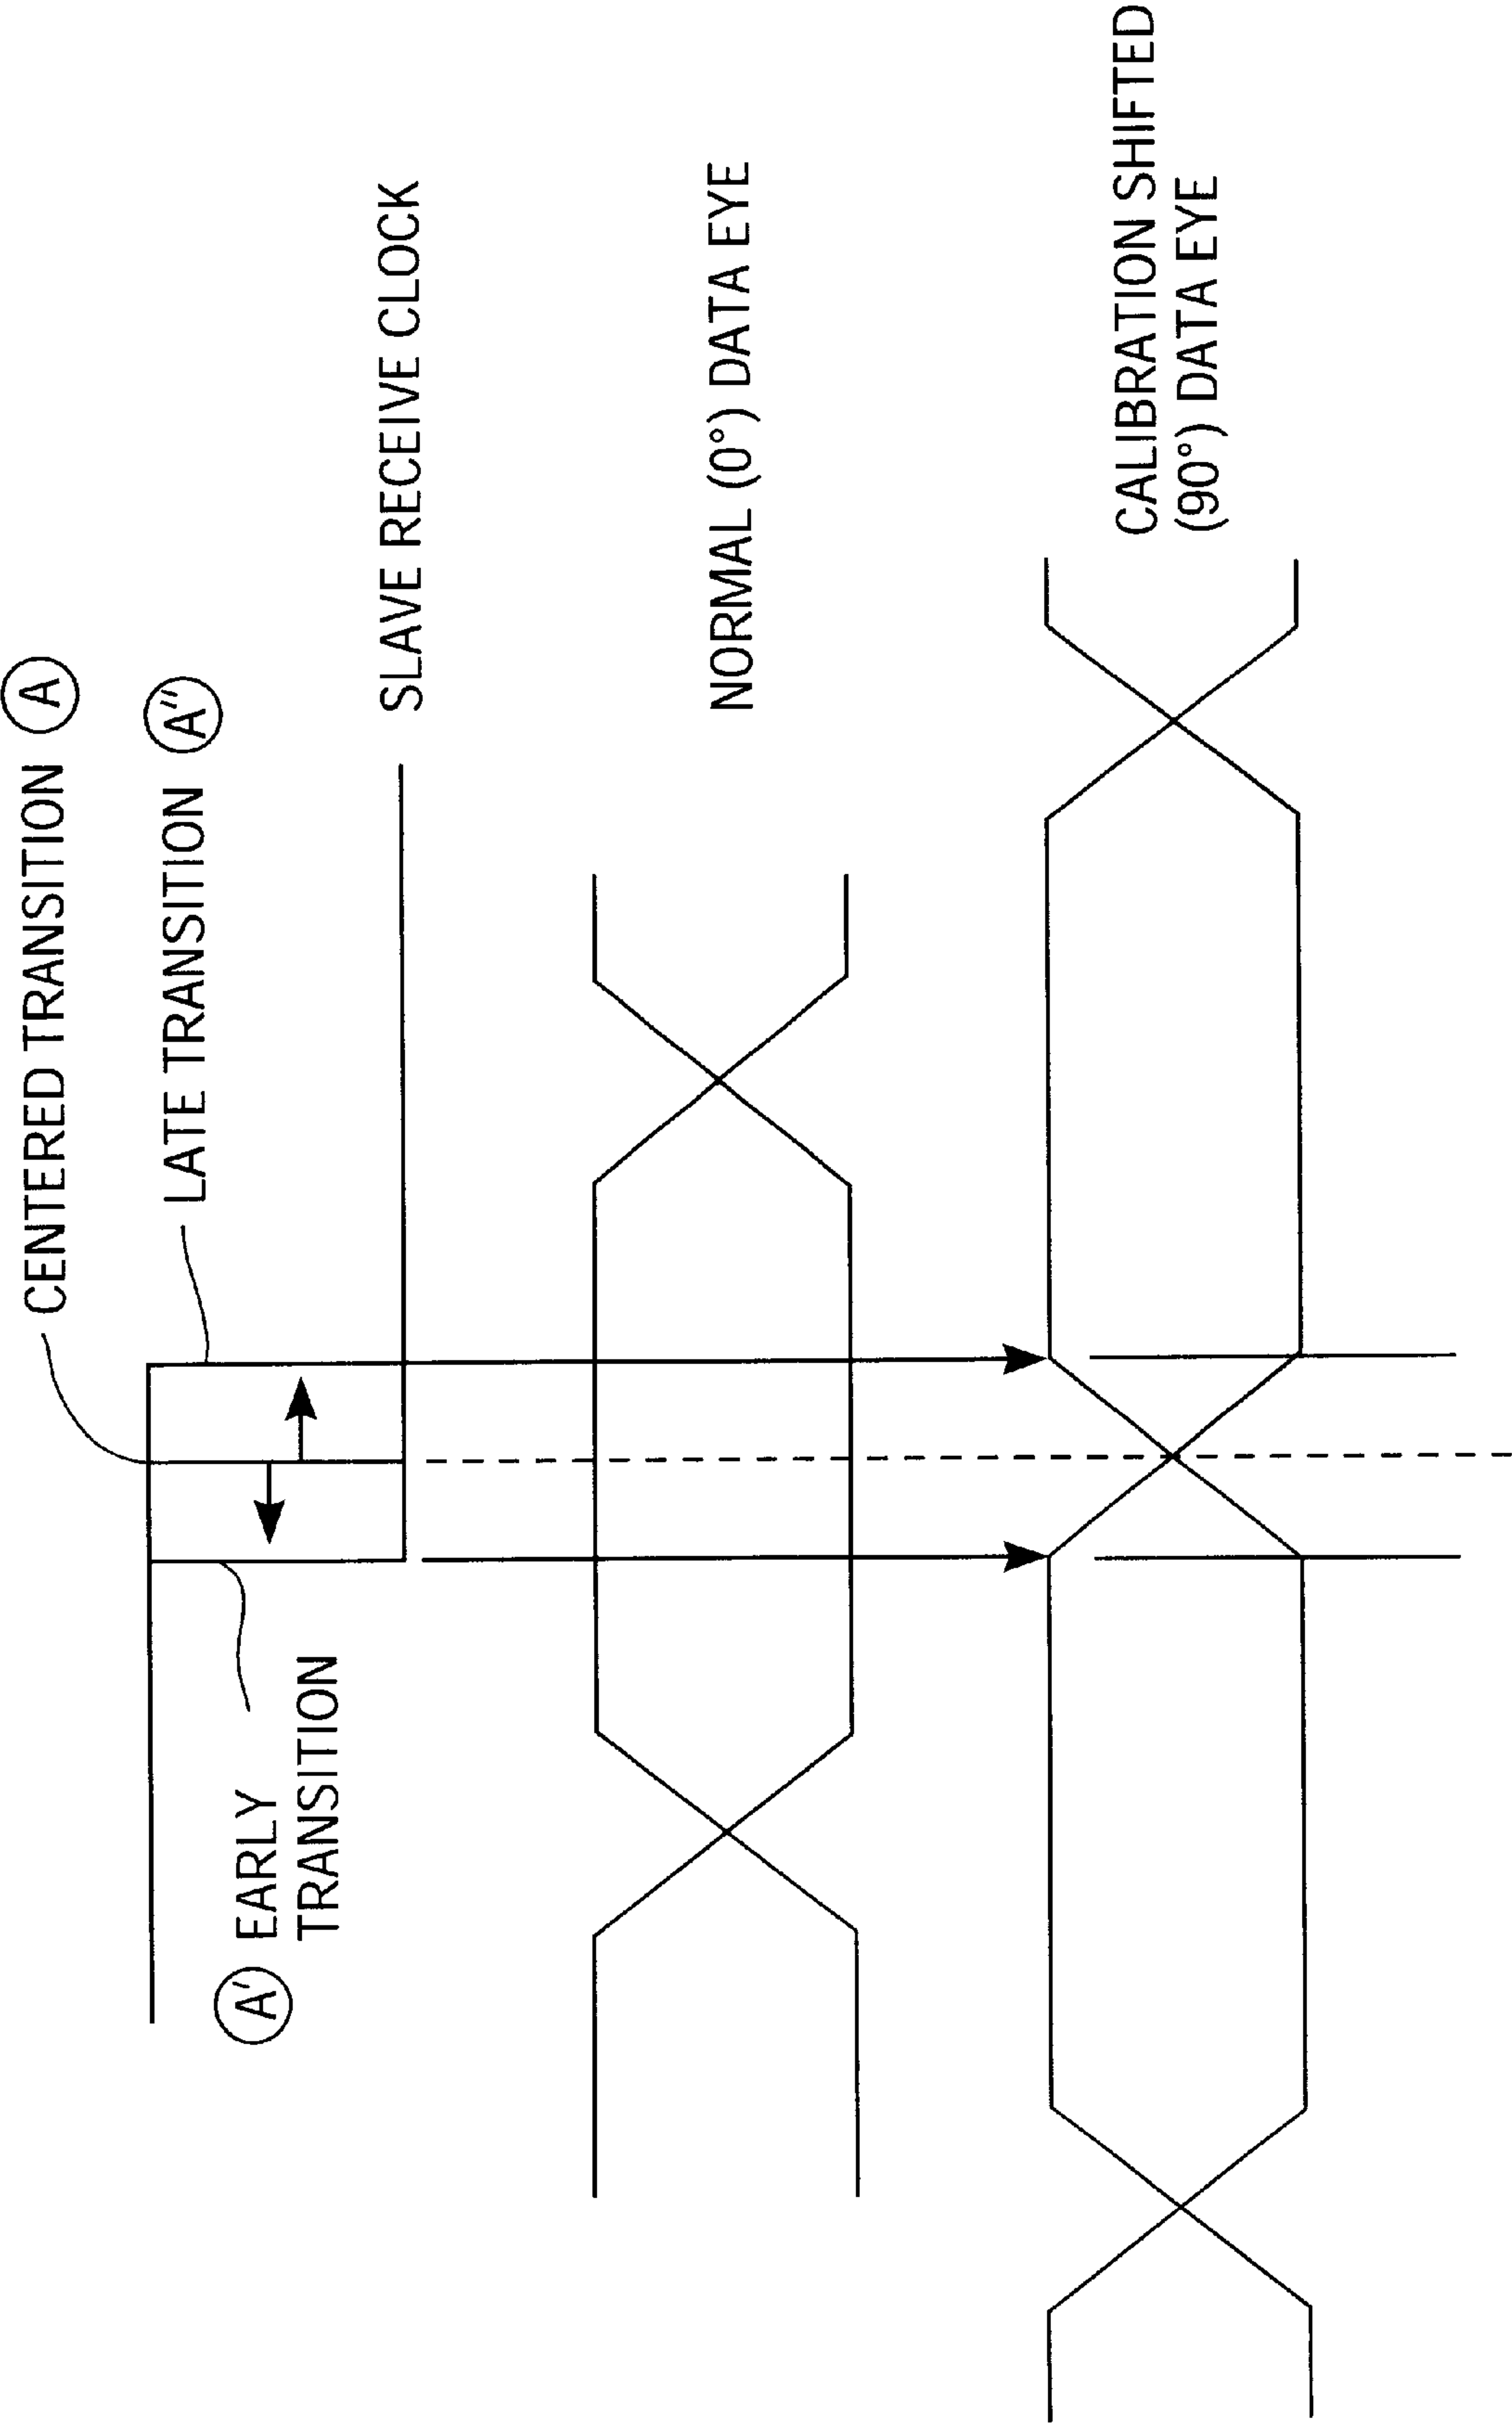 CENTERED TRANSITION A
LATE TRANSITION A''
A' EARLY
TRANSITION
SLAVE RECEIVE CLOCK
NORMAL (0°) DATA EYE
CALIBRATION SHIFTED
(90°) DATA EYE